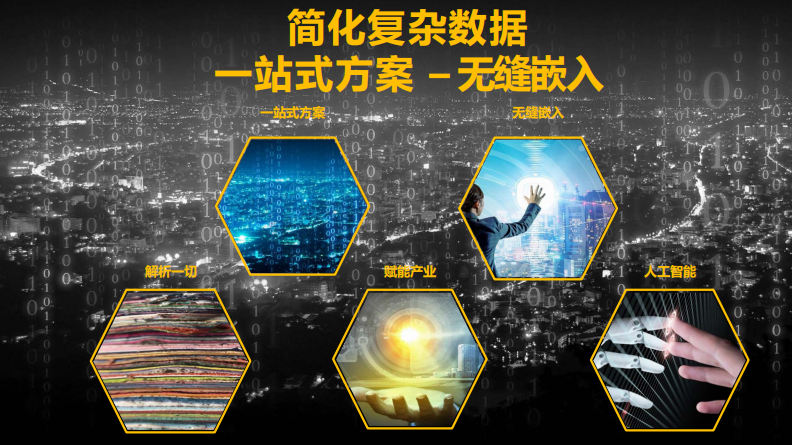 简化复杂数据
一站式方案 – 无缝嵌入
一站式方案
无缝嵌入
解析一切
赋能产业
人工智能